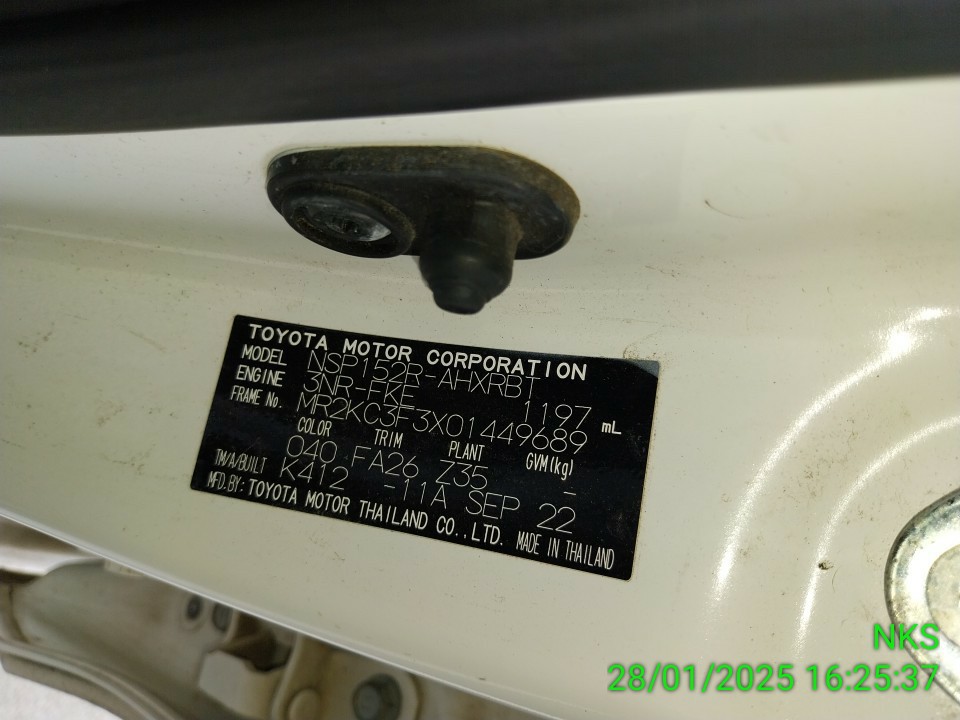 TOYOTA MOTOR CORPORATION
MODEL NSP152R-AHXRBT
ENGINE 3NR-FKE 1197 mL
FRAME No. MR2KC3F3X01449689
COLOR TRIM PLANT GVM(kg)
040 FA26 Z35 -
TM/A/BUILT K412 -11A SEP 22
MFD.BY: TOYOTA MOTOR THAILAND CO.,LTD. MADE IN THAILAND
NKS
28/01/2025 16:25:37